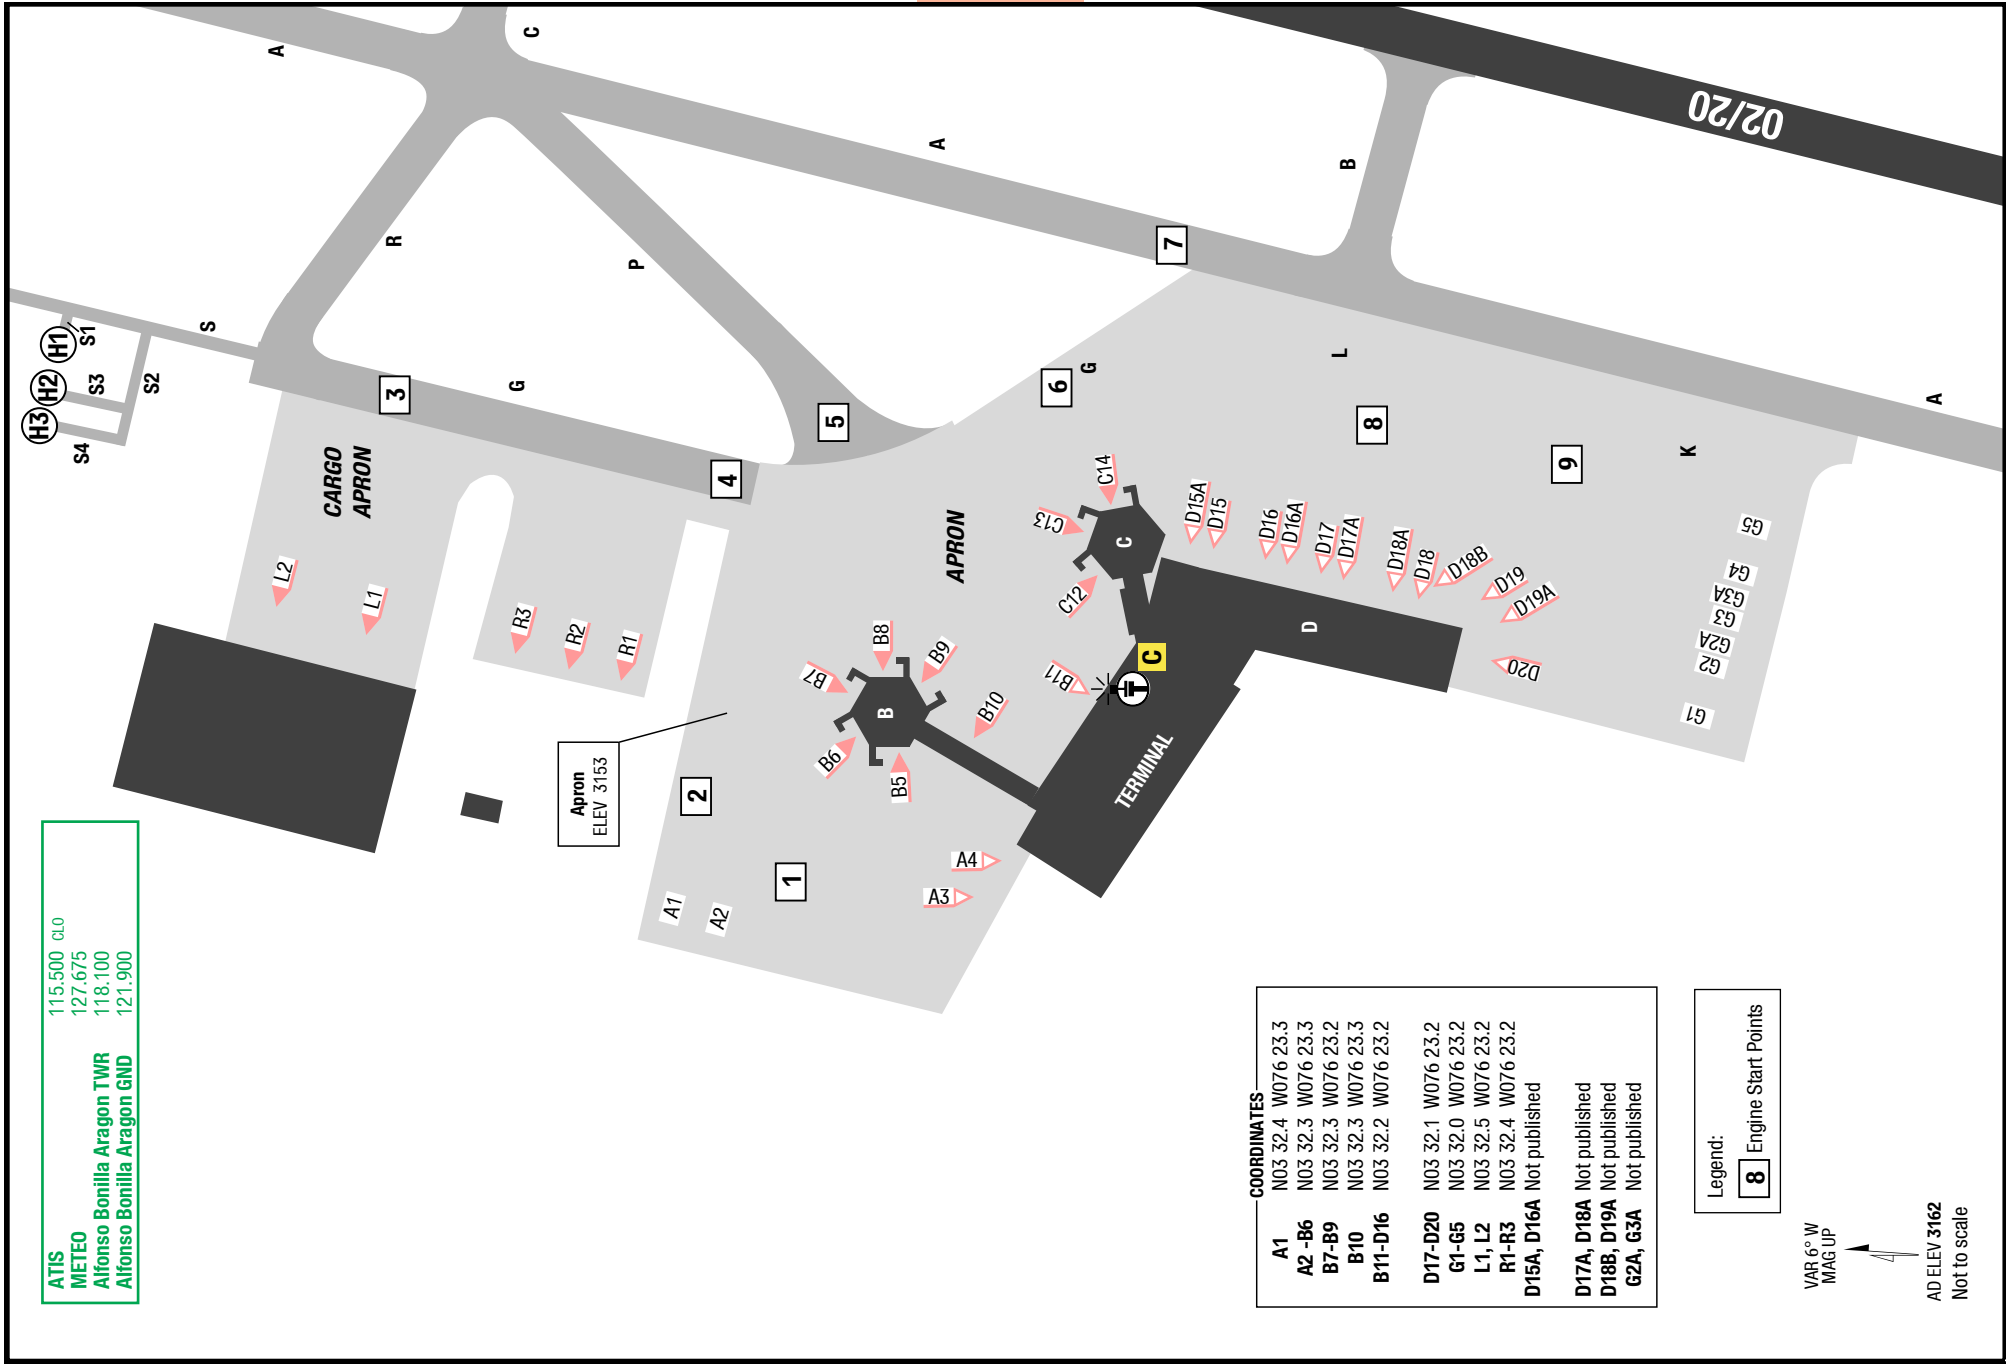 ATIS 115.500 CLO
METEO 127.675
Alfonso Bonilla Aragon TWR 118.100
Alfonso Bonilla Aragon GND 121.900
H3
H2
H1
S1
S3
S4
S2
S
A
C
R
G
P
A
B
02/20
CARGO
APRON
3
4
5
6
G
7
L
8
9
K
A
L2
L1
R3
R2
R1
Apron
ELEV 3153
2
1
A1
A2
A3
A4
APRON
B7
B8
B9
B6
B
B5
B10
B11
C12
C13
C14
C
C
TERMINAL
D
D15A
D15
D16
D16A
D17
D17A
D18A
D18
D18B
D19
D19A
D20
G5
G4
G3A
G3
G2A
G2
G1
COORDINATES
A1 N03 32.4 W076 23.3
A2 -B6 N03 32.3 W076 23.3
B7-B9 N03 32.3 W076 23.2
B10 N03 32.3 W076 23.3
B11-D16 N03 32.2 W076 23.2
D17-D20 N03 32.1 W076 23.2
G1-G5 N03 32.0 W076 23.2
L1, L2 N03 32.5 W076 23.2
R1-R3 N03 32.4 W076 23.2
D15A, D16A Not published
D17A, D18A Not published
D18B, D19A Not published
G2A, G3A Not published
Legend:
8 Engine Start Points
VAR 6° W
MAG UP
AD ELEV 3162
Not to scale